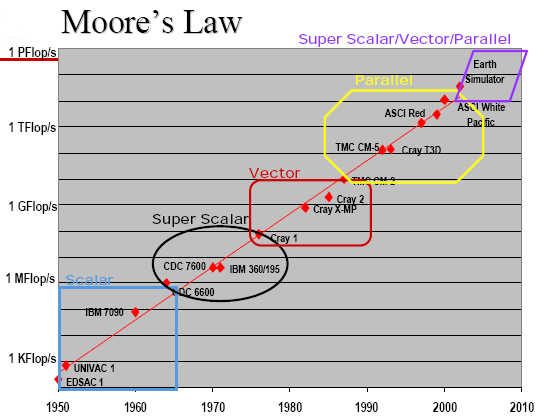 Moore's Law
Super Scalar/Vector/Parallel
1 PFlop/s
Earth
Simulator
Parallel
ASCI White
ASCI Red
Pacific
1 TFlop/s
TMC CM-5
Cray T3D
Vector
TMC CM-2
Cray 2
1 GFlop/s
Cray X-MP
Super Scalar
Cray 1
CDC 7600
IBM 360/195
1 MFlop/s
Scalar
CDC 6600
IBM 7090
1 KFlop/s
UNIVAC 1
EDSAC 1
1950 1960 1970 1980 1990 2000 2010